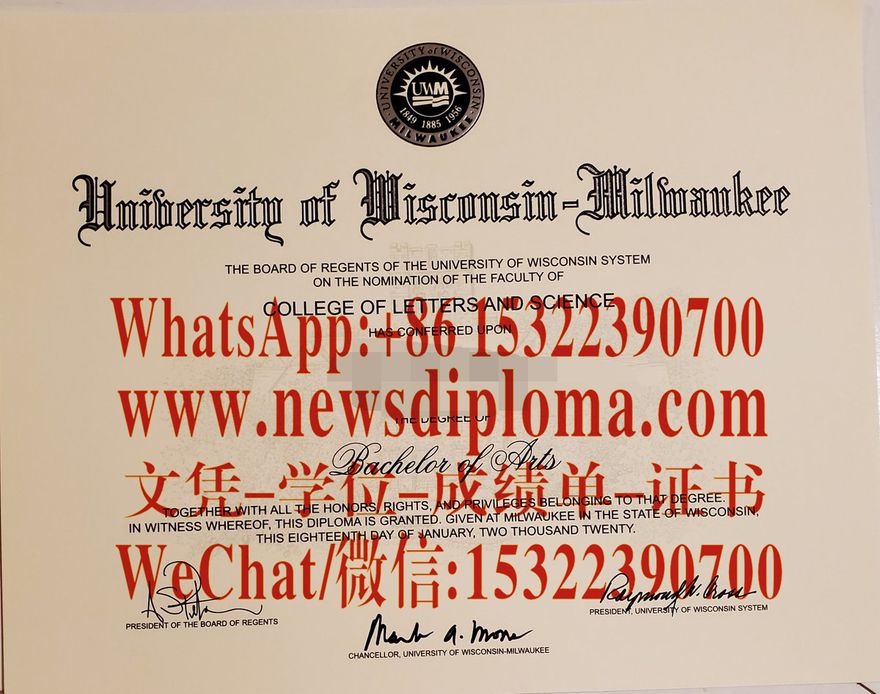 UNIVERSITY of WISCONSIN
UWM
1849 1885 1956
MILWAUKEE
University of Wisconsin-Milwaukee
THE BOARD OF REGENTS OF THE UNIVERSITY OF WISCONSIN SYSTEM
ON THE NOMINATION OF THE FACULTY OF
COLLEGE OF LETTERS AND SCIENCE
HAS CONFERRED UPON
WhatsApp:+86 15322390700
www.newsdiploma.com
THE DEGREE OF
Bachelor of Arts
文凭-学位-成绩单-证书
TOGETHER WITH ALL THE HONORS, RIGHTS, AND PRIVILEGES BELONGING TO THAT DEGREE.
IN WITNESS WHEREOF, THIS DIPLOMA IS GRANTED. GIVEN AT MILWAUKEE IN THE STATE OF WISCONSIN,
THIS EIGHTEENTH DAY OF JANUARY, TWO THOUSAND TWENTY.
WeChat/微信:15322390700
PRESIDENT OF THE BOARD OF REGENTS
PRESIDENT, UNIVERSITY OF WISCONSIN SYSTEM
Mark A. Mone
CHANCELLOR, UNIVERSITY OF WISCONSIN-MILWAUKEE